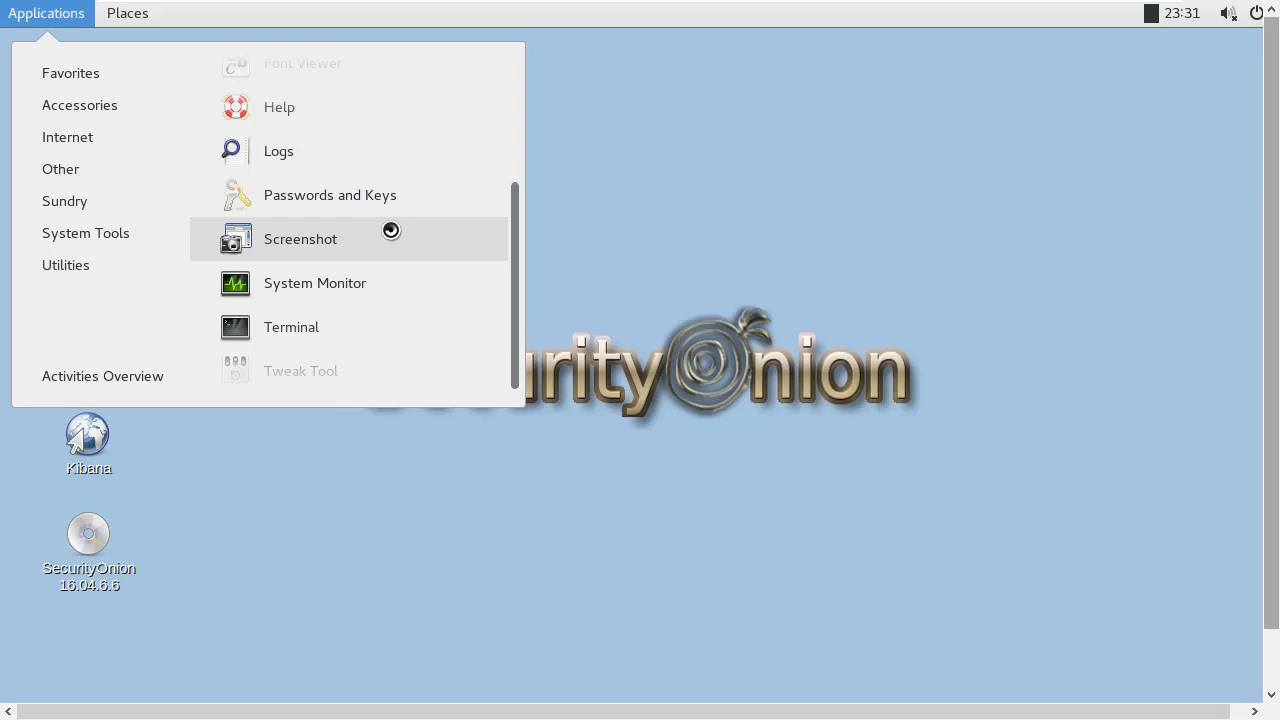 Applications
Places
23:31
Favorites
Accessories
Internet
Other
Sundry
System Tools
Utilities
Activities Overview
Font Viewer
Help
Logs
Passwords and Keys
Screenshot
System Monitor
Terminal
Tweak Tool
urityOnion
Kibana
SecurityOnion
16.04.6.6